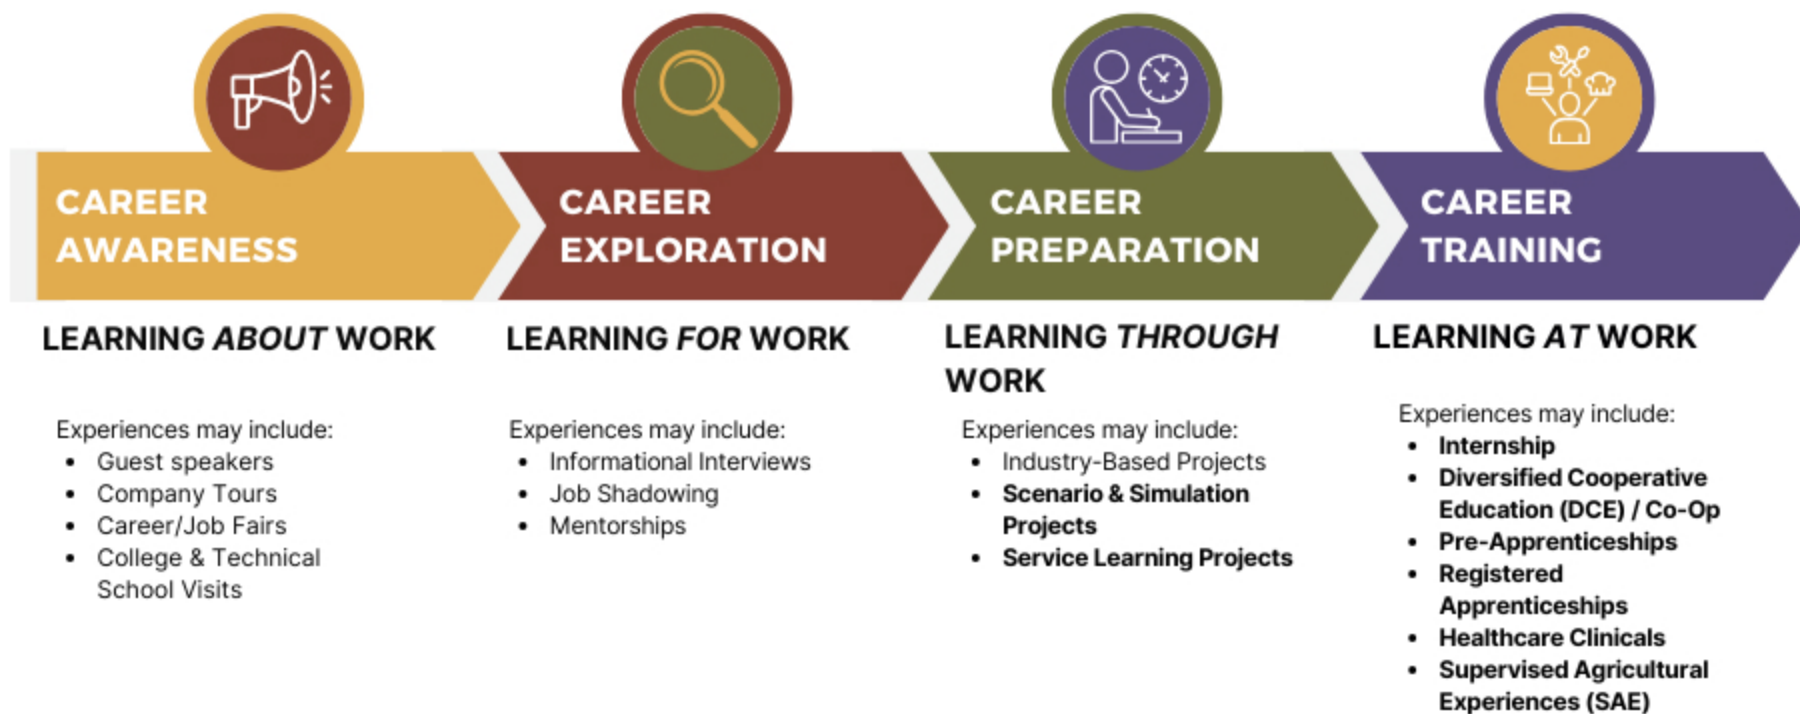 CAREER
AWARENESS
LEARNING ABOUT WORK
Experiences may include:
• Guest speakers
• Company Tours
• Career/Job Fairs
• College & Technical
School Visits
CAREER
EXPLORATION
LEARNING FOR WORK
Experiences may include:
• Informational Interviews
• Job Shadowing
• Mentorships
CAREER
PREPARATION
LEARNING THROUGH
WORK
Experiences may include:
• Industry-Based Projects
• Scenario & Simulation
Projects
• Service Learning Projects
CAREER
TRAINING
LEARNING AT WORK
Experiences may include:
• Internship
• Diversified Cooperative
Education (DCE) / Co-Op
• Pre-Apprenticeships
• Registered
Apprenticeships
• Healthcare Clinicals
• Supervised Agricultural
Experiences (SAE)